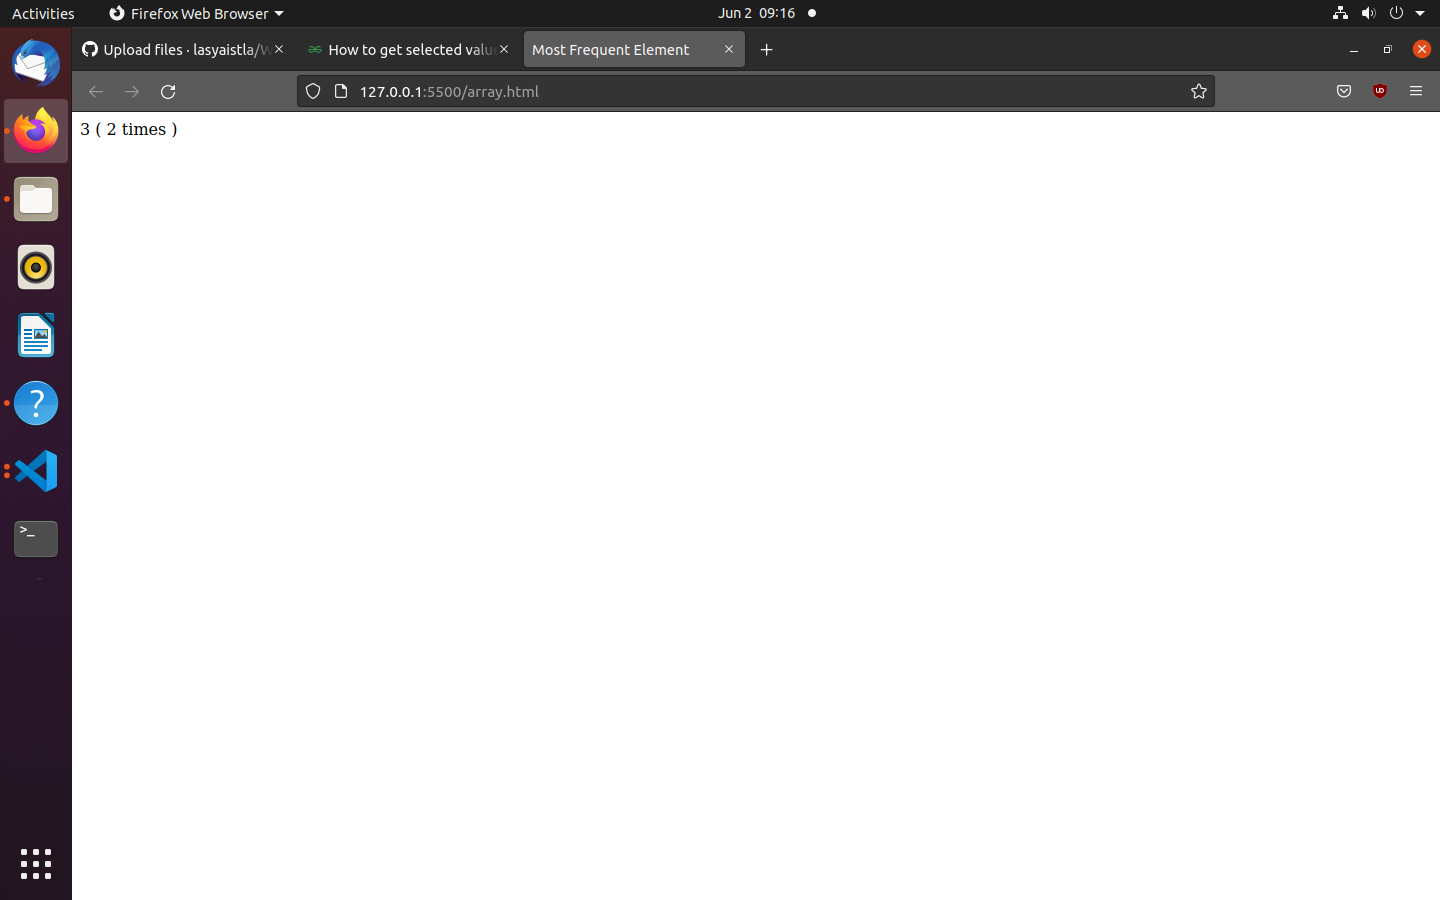 Activities
Firefox Web Browser
Jun 2 09:16
Upload files · lasyaistla/W
How to get selected value
Most Frequent Element
127.0.0.1:5500/array.html
3 ( 2 times )